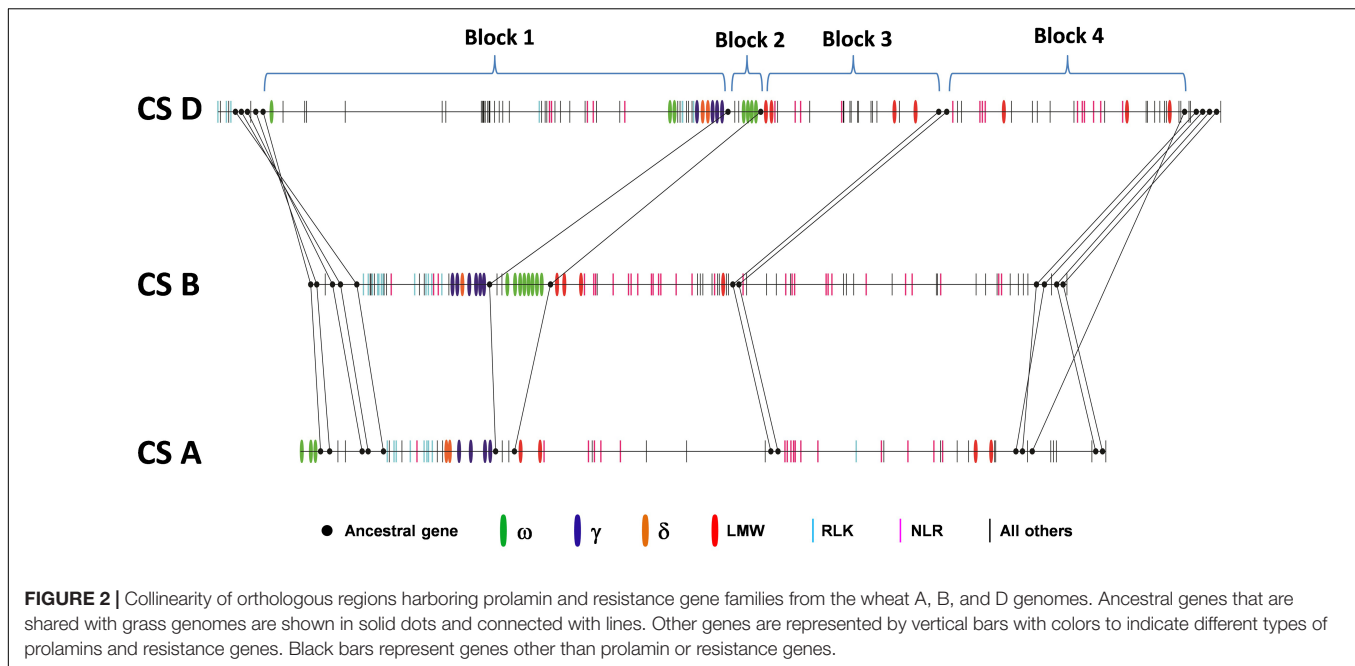 Block 1 Block 2 Block 3 Block 4
CS D
CS B
CS A
Ancestral gene ω γ δ LMW RLK NLR All others
FIGURE 2 | Collinearity of orthologous regions harboring prolamin and resistance gene families from the wheat A, B, and D genomes. Ancestral genes that are
shared with grass genomes are shown in solid dots and connected with lines. Other genes are represented by vertical bars with colors to indicate different types of
prolamins and resistance genes. Black bars represent genes other than prolamin or resistance genes.